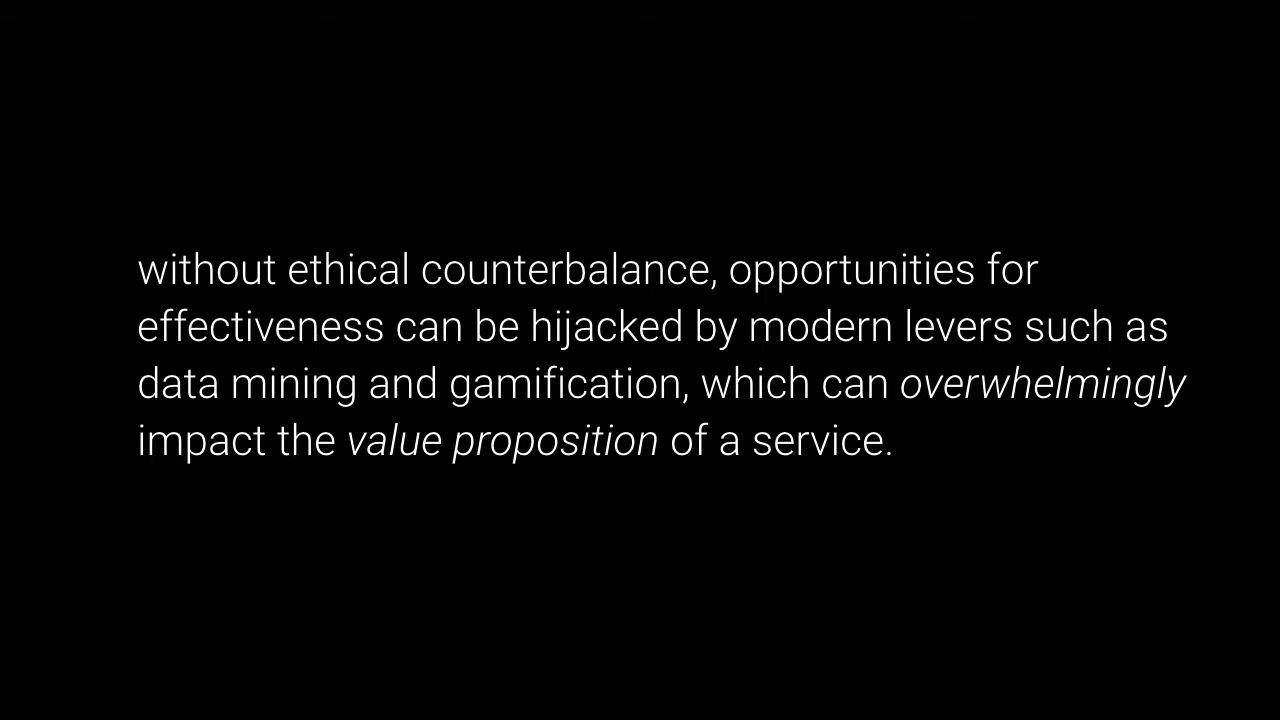 without ethical counterbalance, opportunities for
effectiveness can be hijacked by modern levers such as
data mining and gamification, which can overwhelmingly
impact the value proposition of a service.